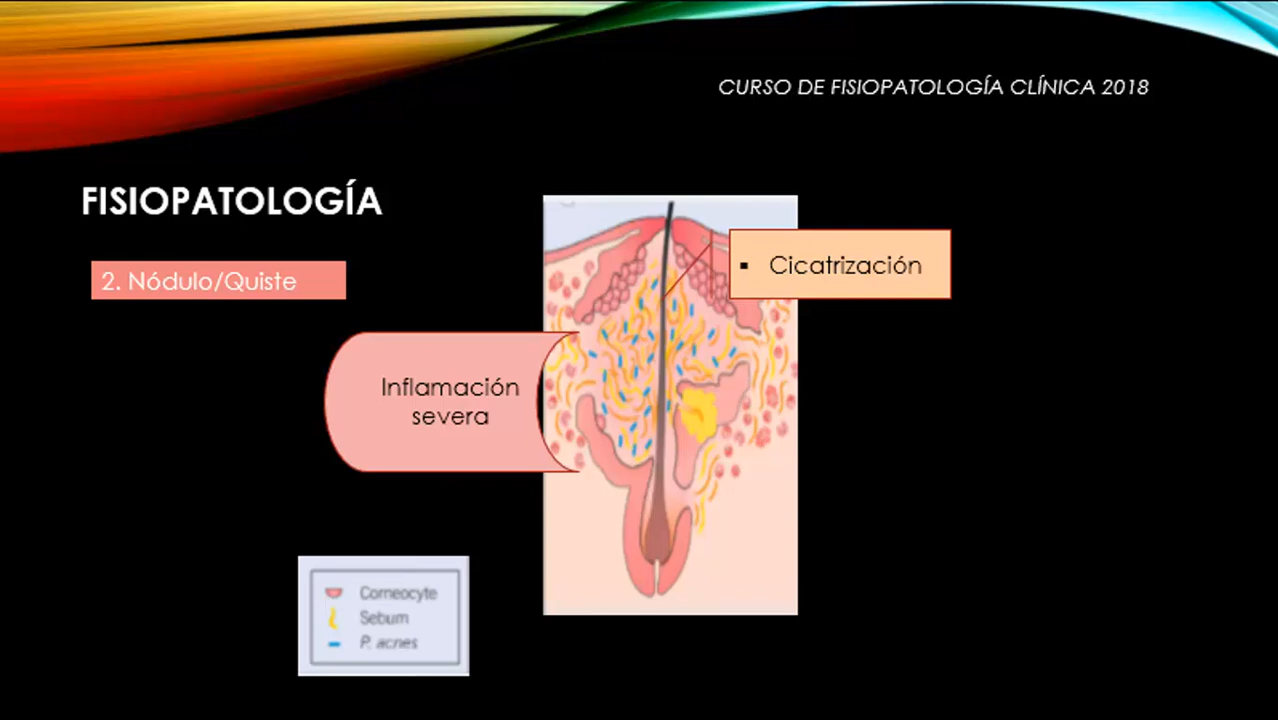 CURSO DE FISIOPATOLOGÍA CLÍNICA 2018
FISIOPATOLOGÍA
2. Nódulo/Quiste
▪ Cicatrización
Inflamación
severa
Corneocyte
Sebum
P. acnes